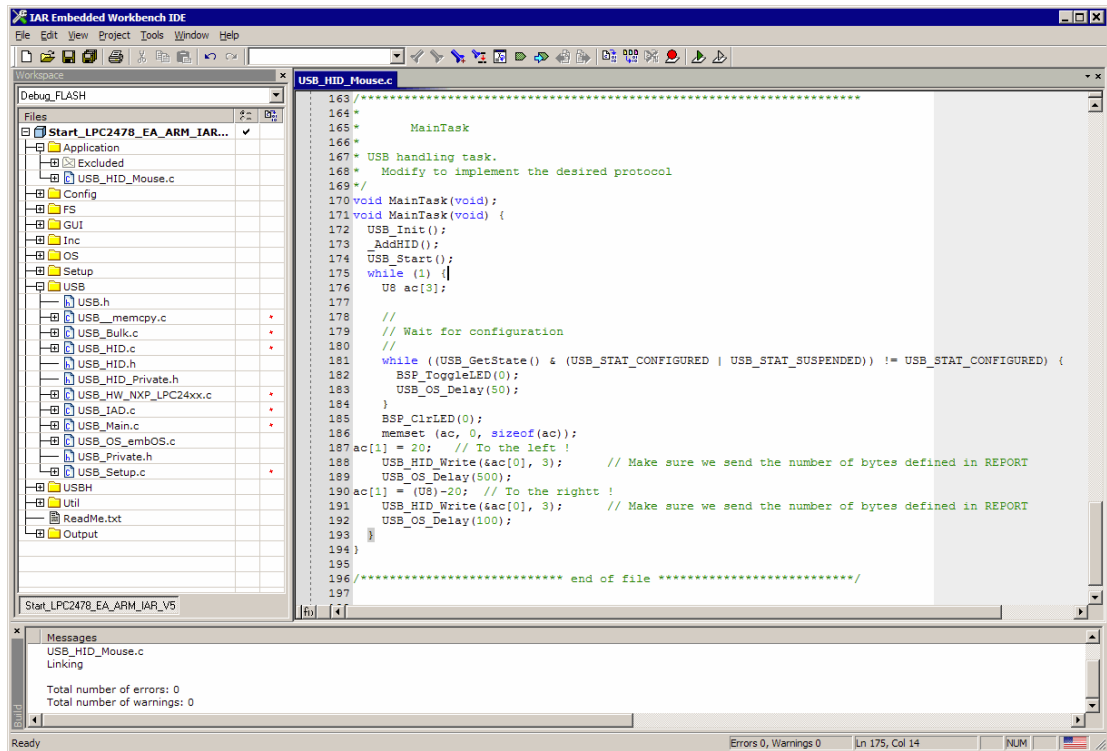 IAR Embedded Workbench IDE
File Edit View Project Tools Window Help
Workspace
USB_HID_Mouse.c
Debug_FLASH
Files
Start_LPC2478_EA_ARM_IAR...
Application
Excluded
USB_HID_Mouse.c
Config
FS
GUI
Inc
OS
Setup
USB
USB.h
USB__memcpy.c
USB_Bulk.c
USB_HID.c
USB_HID.h
USB_HID_Private.h
USB_HW_NXP_LPC24xx.c
USB_IAD.c
USB_Main.c
USB_OS_embOS.c
USB_Private.h
USB_Setup.c
USBH
Util
ReadMe.txt
Output
Start_LPC2478_EA_ARM_IAR_V5
163 /*********************************************************************
164 *
165 *       MainTask
166 *
167 * USB handling task.
168 *   Modify to implement the desired protocol
169 */
170 void MainTask(void);
171 void MainTask(void) {
172   USB_Init();
173   _AddHID();
174   USB_Start();
175   while (1) {
176     U8 ac[3];
177
178     //
179     // Wait for configuration
180     //
181     while ((USB_GetState() & (USB_STAT_CONFIGURED | USB_STAT_SUSPENDED)) != USB_STAT_CONFIGURED) {
182       BSP_ToggleLED(0);
183       USB_OS_Delay(50);
184     }
185     BSP_ClrLED(0);
186     memset (ac, 0, sizeof(ac));
187 ac[1] = 20;   // To the left !
188     USB_HID_Write(&ac[0], 3);      // Make sure we send the number of bytes defined in REPORT
189     USB_OS_Delay(500);
190 ac[1] = (U8)-20;  // To the rightt !
191     USB_HID_Write(&ac[0], 3);      // Make sure we send the number of bytes defined in REPORT
192     USB_OS_Delay(100);
193   }
194 }
195
196 /**************************** end of file ***************************/
197
Messages
USB_HID_Mouse.c
Linking
Total number of errors: 0
Total number of warnings: 0
Build
Ready
Errors 0, Warnings 0
Ln 175, Col 14
NUM